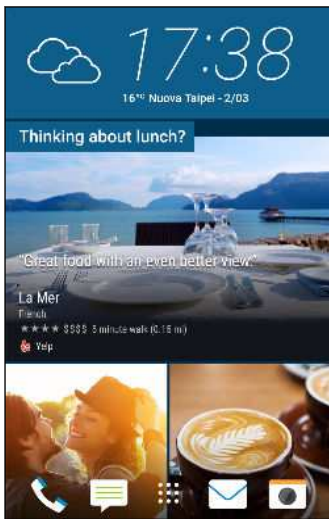 17:38
16°C Nuova Taipei - 2/03
Thinking about lunch?
"Great food with an even better view."
La Mer
French
★★★★ $$$$ 5 minute walk (0.15 mi)
Yelp